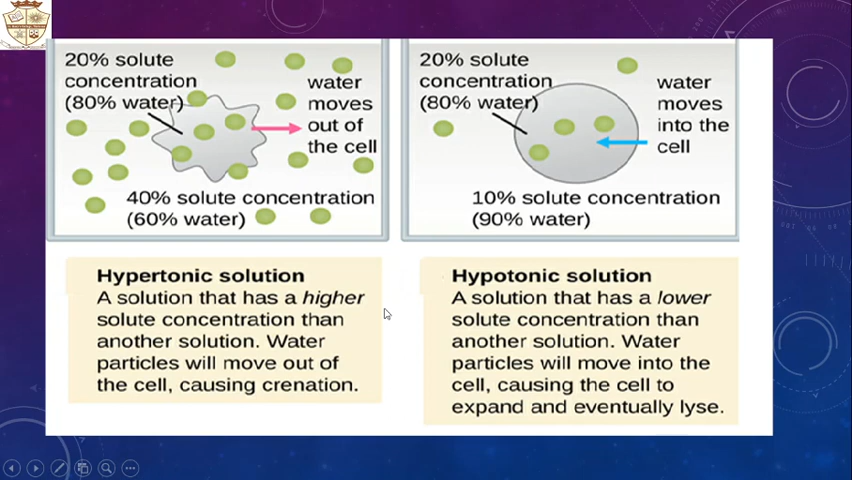 20% solute
concentration
(80% water)
water
moves
out of
the cell
40% solute concentration
(60% water)
20% solute
concentration
(80% water)
water
moves
into the
cell
10% solute concentration
(90% water)
Hypertonic solution
A solution that has a higher
solute concentration than
another solution. Water
particles will move out of
the cell, causing crenation.
Hypotonic solution
A solution that has a lower
solute concentration than
another solution. Water
particles will move into the
cell, causing the cell to
expand and eventually lyse.